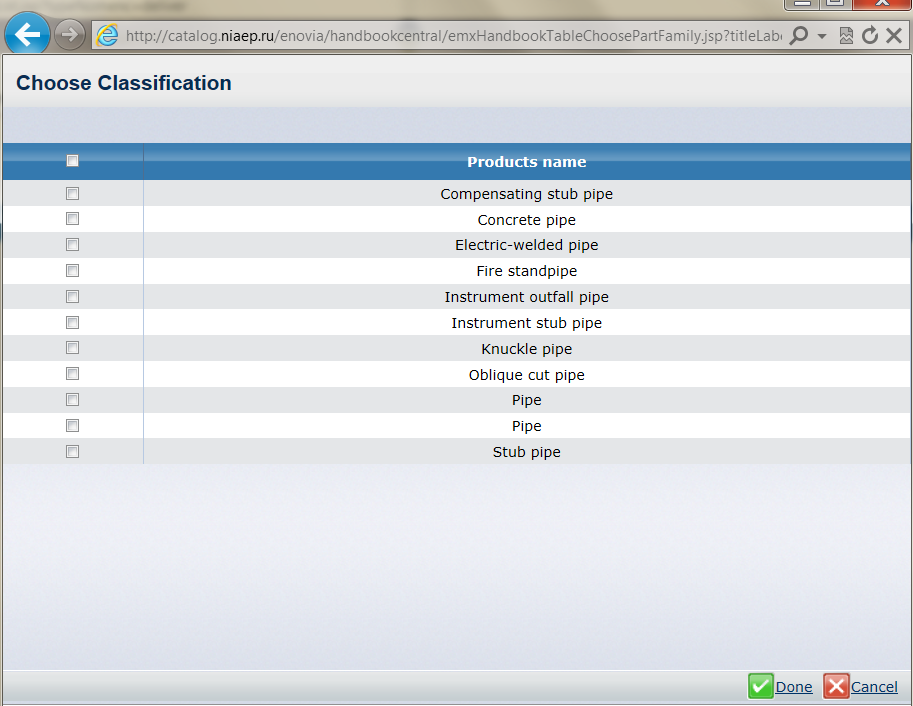 http://catalog.niaep.ru/enovia/handbookcentral/emxHandbookTableChoosePartFamily.jsp?titleLab
Choose Classification
Products name
Compensating stub pipe
Concrete pipe
Electric-welded pipe
Fire standpipe
Instrument outfall pipe
Instrument stub pipe
Knuckle pipe
Oblique cut pipe
Pipe
Pipe
Stub pipe
Done Cancel